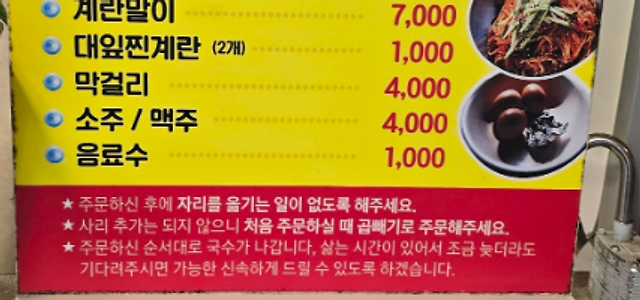 계란말이 7,000
대잎찐계란 (2개) 1,000
막걸리 4,000
소주 / 맥주 4,000
음료수 1,000
★ 주문하신 후에 자리를 옮기는 일이 없도록 해주세요.
★ 사리 추가는 되지 않으니 처음 주문하실 때 곱빼기로 주문해주세요.
★ 주문하신 순서대로 국수가 나갑니다, 삶는 시간이 있어서 조금 늦더라도
기다려주시면 가능한 신속하게 드릴 수 있도록 하겠습니다.